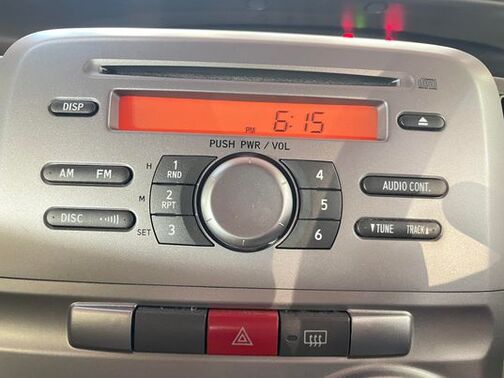 DISP
PM 6:15
PUSH PWR / VOL
AM FM
H 1 RND
M 2 RPT
SET 3
4
5
6
AUDIO CONT.
DISC
▼TUNE TRACK▲